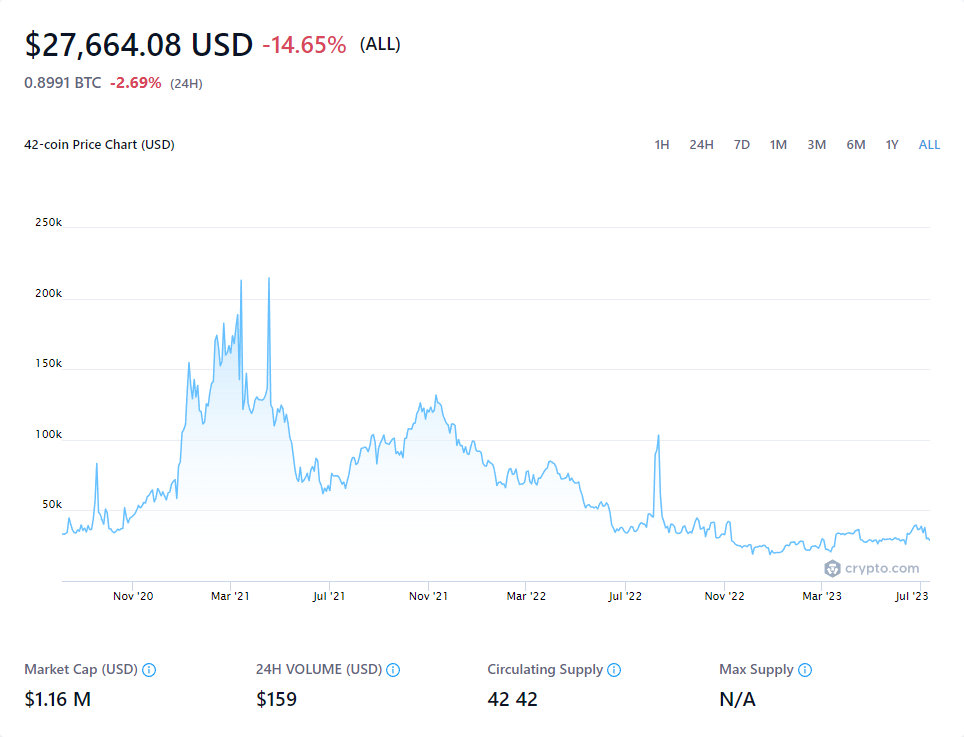 $27,664.08 USD -14.65% (ALL)
0.8991 BTC -2.69% (24H)
42-coin Price Chart (USD) 1H 24H 7D 1M 3M 6M 1Y ALL
250k
200k
150k
100k
50k
crypto.com
Nov '20 Mar '21 Jul '21 Nov '21 Mar '22 Jul '22 Nov '22 Mar '23 Jul '23
Market Cap (USD) 24H VOLUME (USD) Circulating Supply Max Supply
$1.16 M $159 42 42 N/A